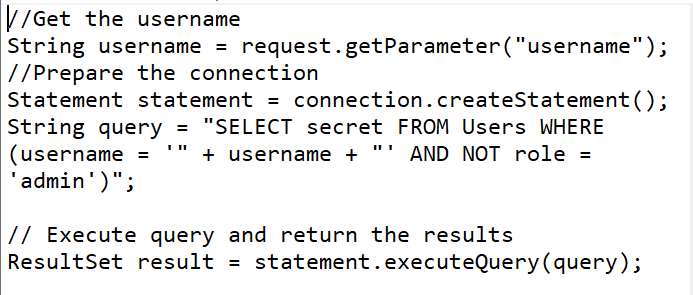 //Get the username
String username = request.getParameter("username");
//Prepare the connection
Statement statement = connection.createStatement();
String query = "SELECT secret FROM Users WHERE
(username = '" + username + "' AND NOT role =
'admin')";
// Execute query and return the results
ResultSet result = statement.executeQuery(query);